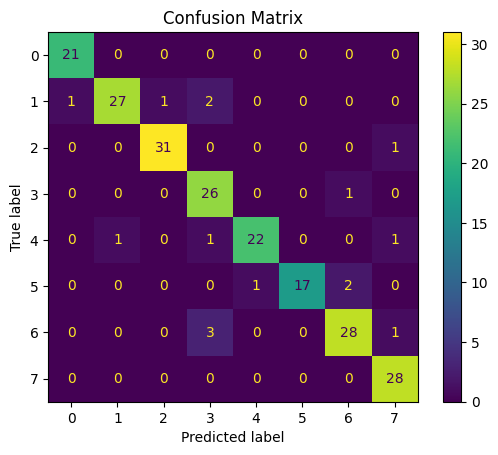 Confusion Matrix
True label
0 21 0 0 0 0 0 0 0
1 1 27 1 2 0 0 0 0
2 0 0 31 0 0 0 0 1
3 0 0 0 26 0 0 1 0
4 0 1 0 1 22 0 0 1
5 0 0 0 0 1 17 2 0
6 0 0 0 3 0 0 28 1
7 0 0 0 0 0 0 0 28
0 1 2 3 4 5 6 7
Predicted label
30
25
20
15
10
5
0